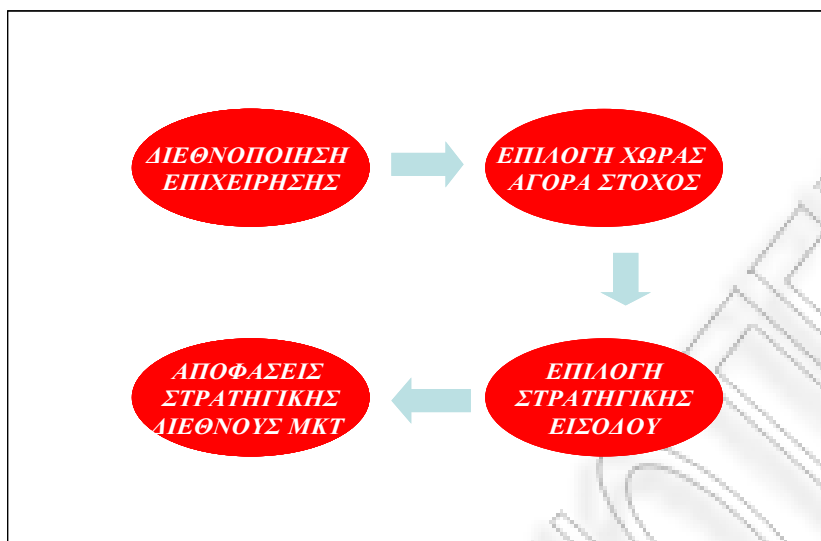 ΔΙΕΘΝΟΠΟΙΗΣΗ
ΕΠΙΧΕΙΡΗΣΗΣ
ΕΠΙΛΟΓΗ ΧΩΡΑΣ
ΑΓΟΡΑ ΣΤΟΧΟΣ
ΕΠΙΛΟΓΗ
ΣΤΡΑΤΗΓΙΚΗΣ
ΕΙΣΟΔΟΥ
ΑΠΟΦΑΣΕΙΣ
ΣΤΡΑΤΗΓΙΚΗΣ
ΔΙΕΘΝΟΥΣ ΜΚΤ